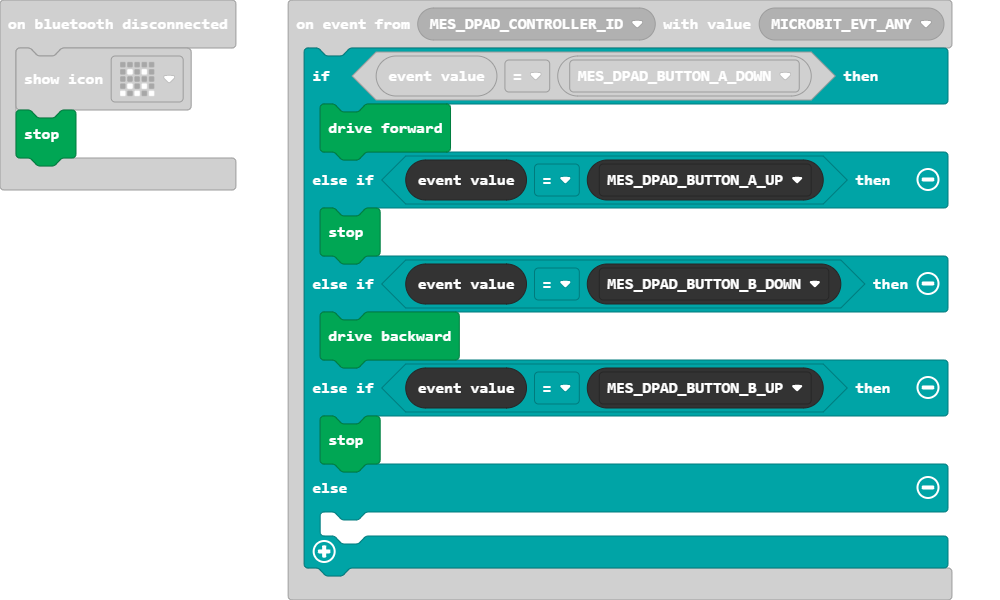 on bluetooth disconnected
show icon
stop
on event from MES_DPAD_CONTROLLER_ID with value MICROBIT_EVT_ANY
if event value = MES_DPAD_BUTTON_A_DOWN then
drive forward
else if event value = MES_DPAD_BUTTON_A_UP then
stop
else if event value = MES_DPAD_BUTTON_B_DOWN then
drive backward
else if event value = MES_DPAD_BUTTON_B_UP then
stop
else